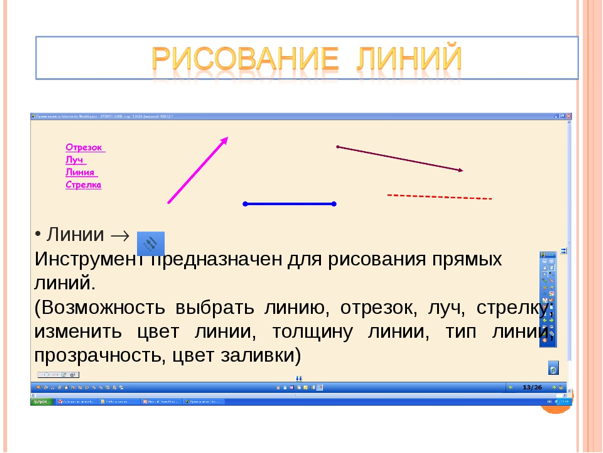 РИСОВАНИЕ ЛИНИЙ
Отрезок
Луч
Линия
Стрелка
• Линии →
Инструмент предназначен для рисования прямых
линий.
(Возможность выбрать линию, отрезок, луч, стрелку;
изменить цвет линии, толщину линии, тип линии,
прозрачность, цвет заливки)
13/26